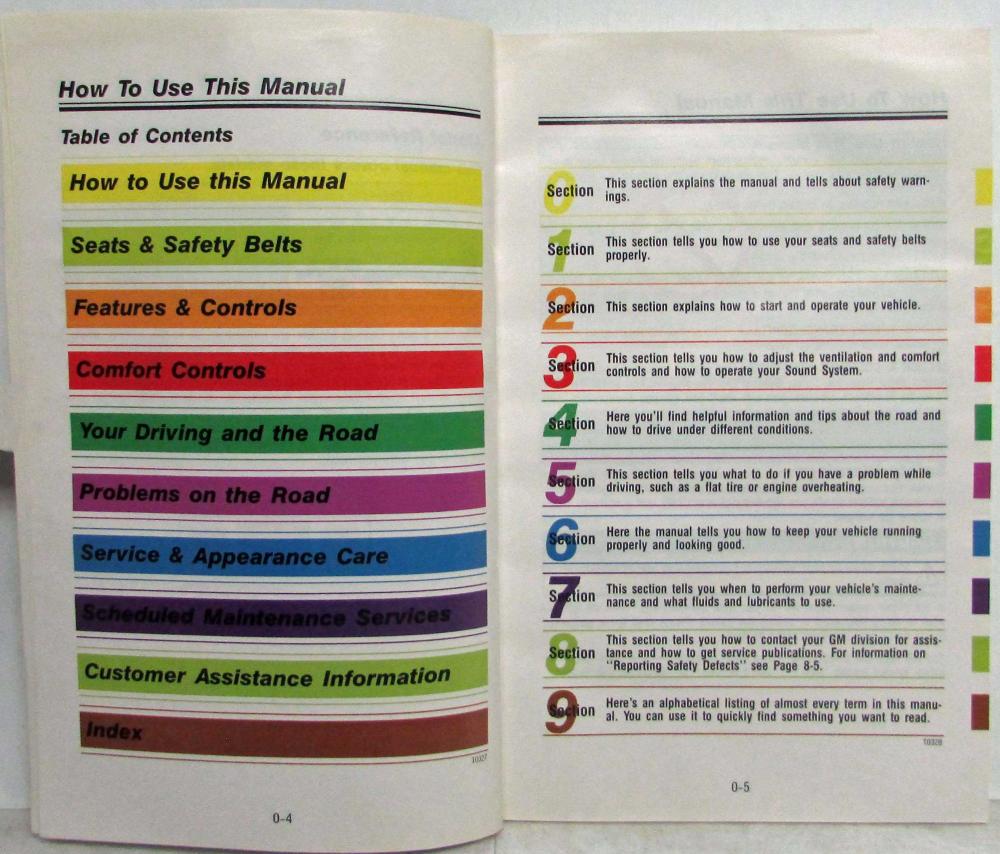 How To Use This Manual
Table of Contents
How to Use this Manual
Seats & Safety Belts
Features & Controls
Comfort Controls
Your Driving and the Road
Problems on the Road
Service & Appearance Care
Scheduled Maintenance Services
Customer Assistance Information
Index
10327
0-4
0
Section
This section explains the manual and tells about safety warn-
ings.
1
Section
This section tells you how to use your seats and safety belts
properly.
2
Section
This section explains how to start and operate your vehicle.
3
Section
This section tells you how to adjust the ventilation and comfort
controls and how to operate your Sound System.
4
Section
Here you'll find helpful information and tips about the road and
how to drive under different conditions.
5
Section
This section tells you what to do if you have a problem while
driving, such as a flat tire or engine overheating.
6
Section
Here the manual tells you how to keep your vehicle running
properly and looking good.
7
Section
This section tells you when to perform your vehicle's mainte-
nance and what fluids and lubricants to use.
8
Section
This section tells you how to contact your GM division for assis-
tance and how to get service publications. For information on
"Reporting Safety Defects" see Page 8-5.
9
Section
Here's an alphabetical listing of almost every term in this manu-
al. You can use it to quickly find something you want to read.
10328
0-5